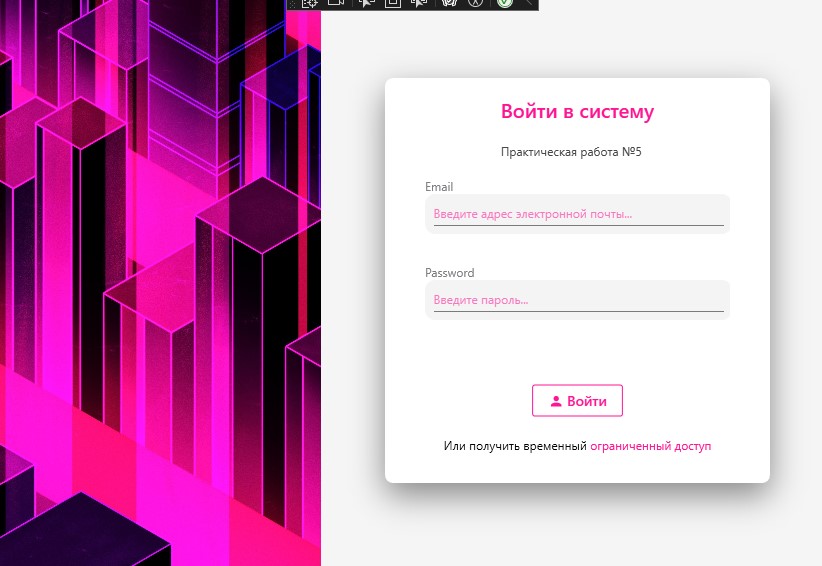 Войти в систему
Практическая работа №5
Email
Введите адрес электронной почты...
Password
Введите пароль...
Войти
Или получить временный ограниченный доступ